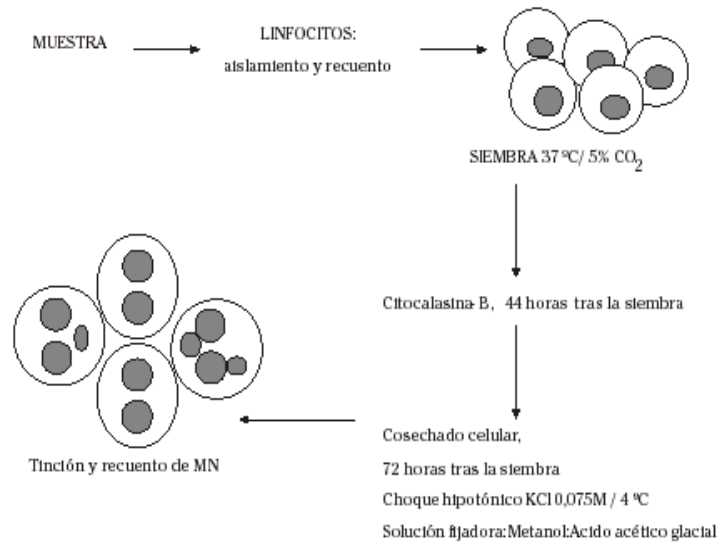 MUESTRA
LINFOCITOS:
aislamiento y recuento
SIEMBRA 37 ºC/ 5% CO2
Citocalasina-B, 44 horas tras la siembra
Cosechado celular,
72 horas tras la siembra
Choque hipotónico KCl 0,075M / 4 ºC
Solución fijadora:Metanol:Acido acético glacial
Tinción y recuento de MN